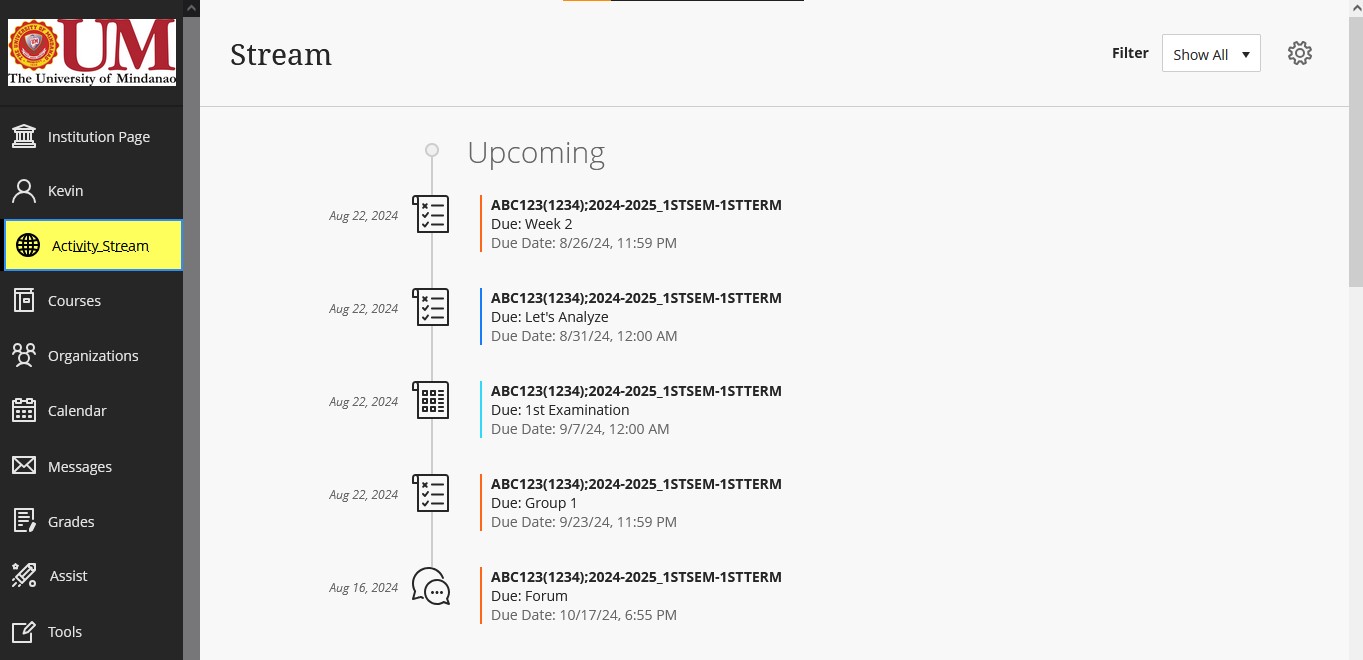 UM
The University of Mindanao
Institution Page
Kevin
Activity Stream
Courses
Organizations
Calendar
Messages
Grades
Assist
Tools
Stream
Filter
Show All
Upcoming
Aug 22, 2024
ABC123(1234);2024-2025_1STSEM-1STTERM
Due: Week 2
Due Date: 8/26/24, 11:59 PM
Aug 22, 2024
ABC123(1234);2024-2025_1STSEM-1STTERM
Due: Let's Analyze
Due Date: 8/31/24, 12:00 AM
Aug 22, 2024
ABC123(1234);2024-2025_1STSEM-1STTERM
Due: 1st Examination
Due Date: 9/7/24, 12:00 AM
Aug 22, 2024
ABC123(1234);2024-2025_1STSEM-1STTERM
Due: Group 1
Due Date: 9/23/24, 11:59 PM
Aug 16, 2024
ABC123(1234);2024-2025_1STSEM-1STTERM
Due: Forum
Due Date: 10/17/24, 6:55 PM